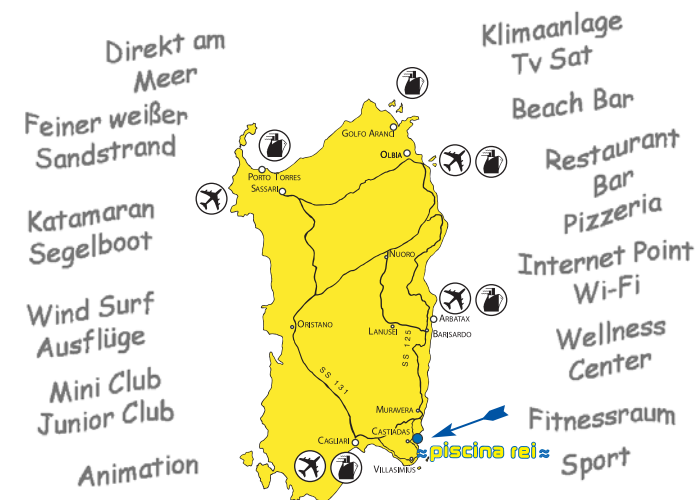 Direkt am
Meer
Feiner weißer
Sandstrand
Katamaran
Segelboot
Wind Surf
Ausflüge
Mini Club
Junior Club
Animation
Golfo Aranci
Olbia
Porto Torres
Sassari
Nuoro
Arbatax
Oristano
Lanusei
Barisardo
SS 125
SS 131
Muravera
Castiadas
Cagliari
≈piscina rei≈
Villasimius
Klimaanlage
Tv Sat
Beach Bar
Restaurant
Bar
Pizzeria
Internet Point
Wi-Fi
Wellness
Center
Fitnessraum
Sport